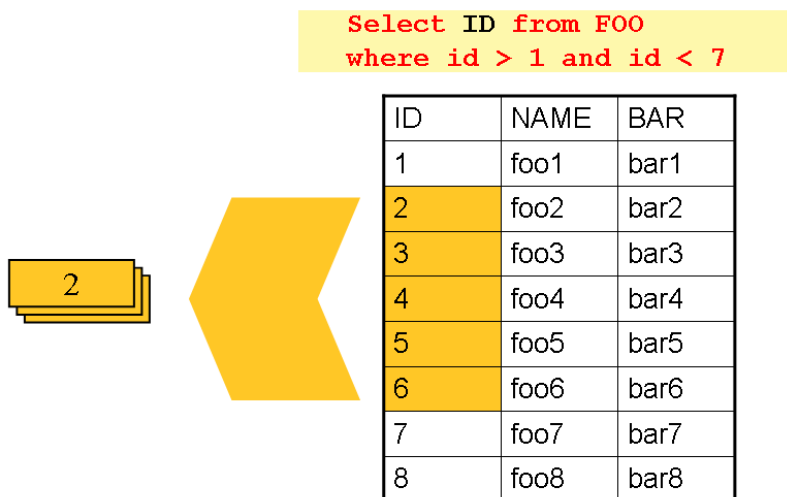 Select ID from FOO
where id > 1 and id < 7
ID NAME BAR
1 foo1 bar1
2 foo2 bar2
3 foo3 bar3
4 foo4 bar4
5 foo5 bar5
6 foo6 bar6
7 foo7 bar7
8 foo8 bar8
2